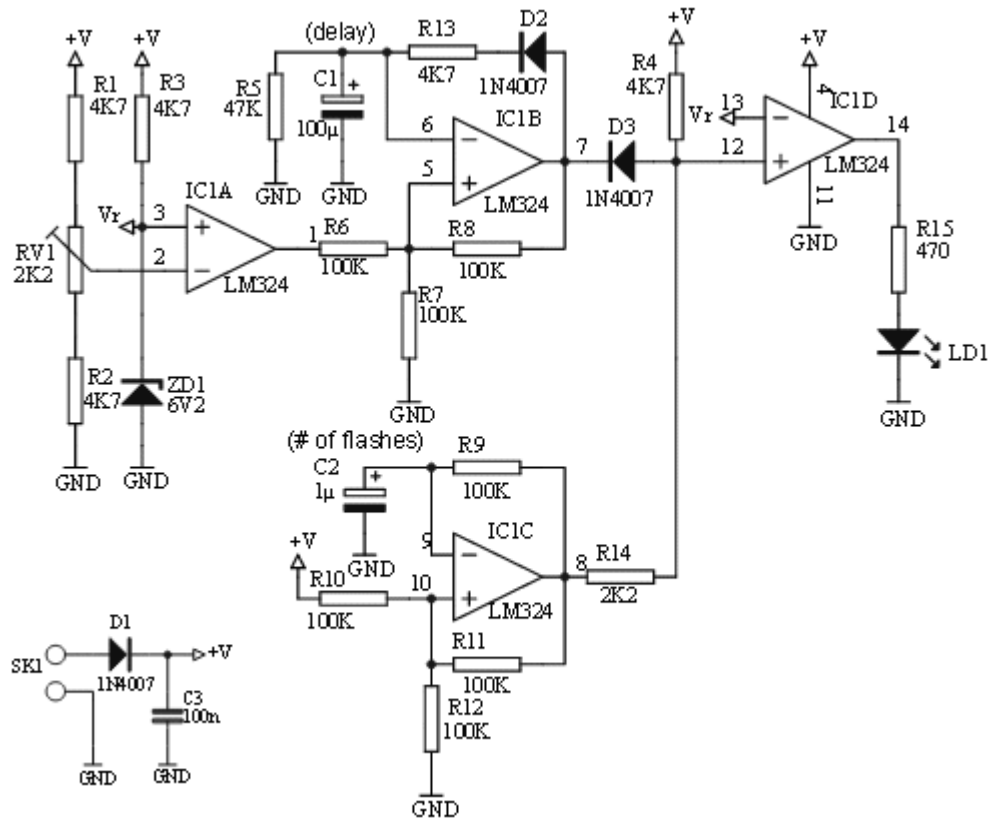 +V
+V
R1
4K7
R3
4K7
Vr
3
2
RV1
2K2
R2
4K7
ZD1
6V2
GND
GND
IC1A
LM324
1
R6
100K
(delay)
R13
4K7
D2
1N4007
R5
47K
C1
+
100µ
GND
GND
6
5
IC1B
LM324
7
R8
100K
R7
100K
GND
D3
1N4007
+V
R4
4K7
Vr
13
12
+V
4
IC1D
14
LM324
11
GND
R15
470
LD1
GND
(# of flashes)
C2
1µ
+
GND
R9
100K
IC1C
9
10
8
LM324
+V
R10
100K
R11
100K
R12
100K
GND
R14
2K2
SK1
D1
1N4007
+V
C3
100n
GND
GND